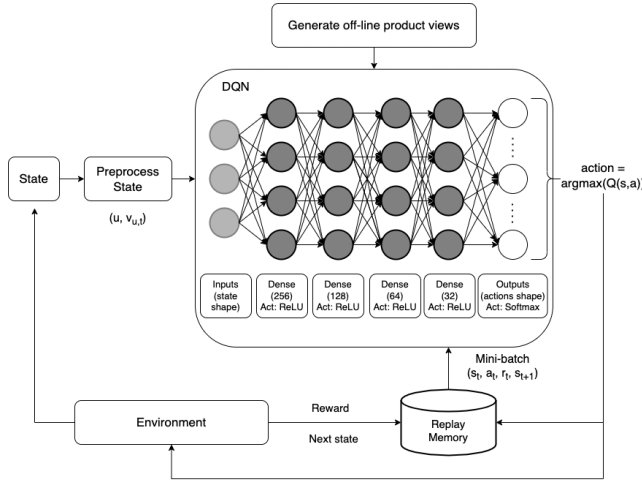 Generate off-line product views
DQN
State
Preprocess
State
(u, v_{u,t})
action =
argmax(Q(s,a))
Inputs
(state
shape)
Dense
(256)
Act: ReLU
Dense
(128)
Act: ReLU
Dense
(64)
Act: ReLU
Dense
(32)
Act: ReLU
Outputs
(actions shape)
Act: Softmax
Mini-batch
(s_t, a_t, r_t, s_{t+1})
Environment
Reward
Next state
Replay
Memory